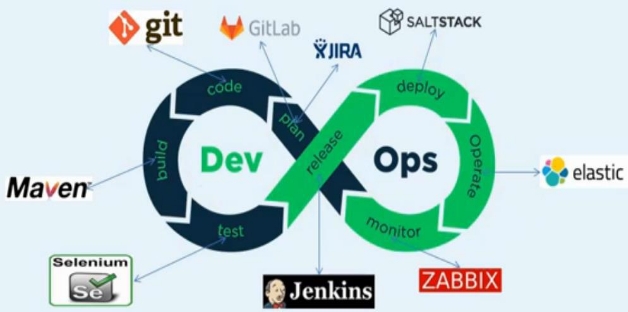 git
GitLab
JIRA
SALTSTACK
code
plan
release
deploy
build
Dev
Ops
Operate
elastic
Maven
test
monitor
Selenium
Se
Jenkins
ZABBIX